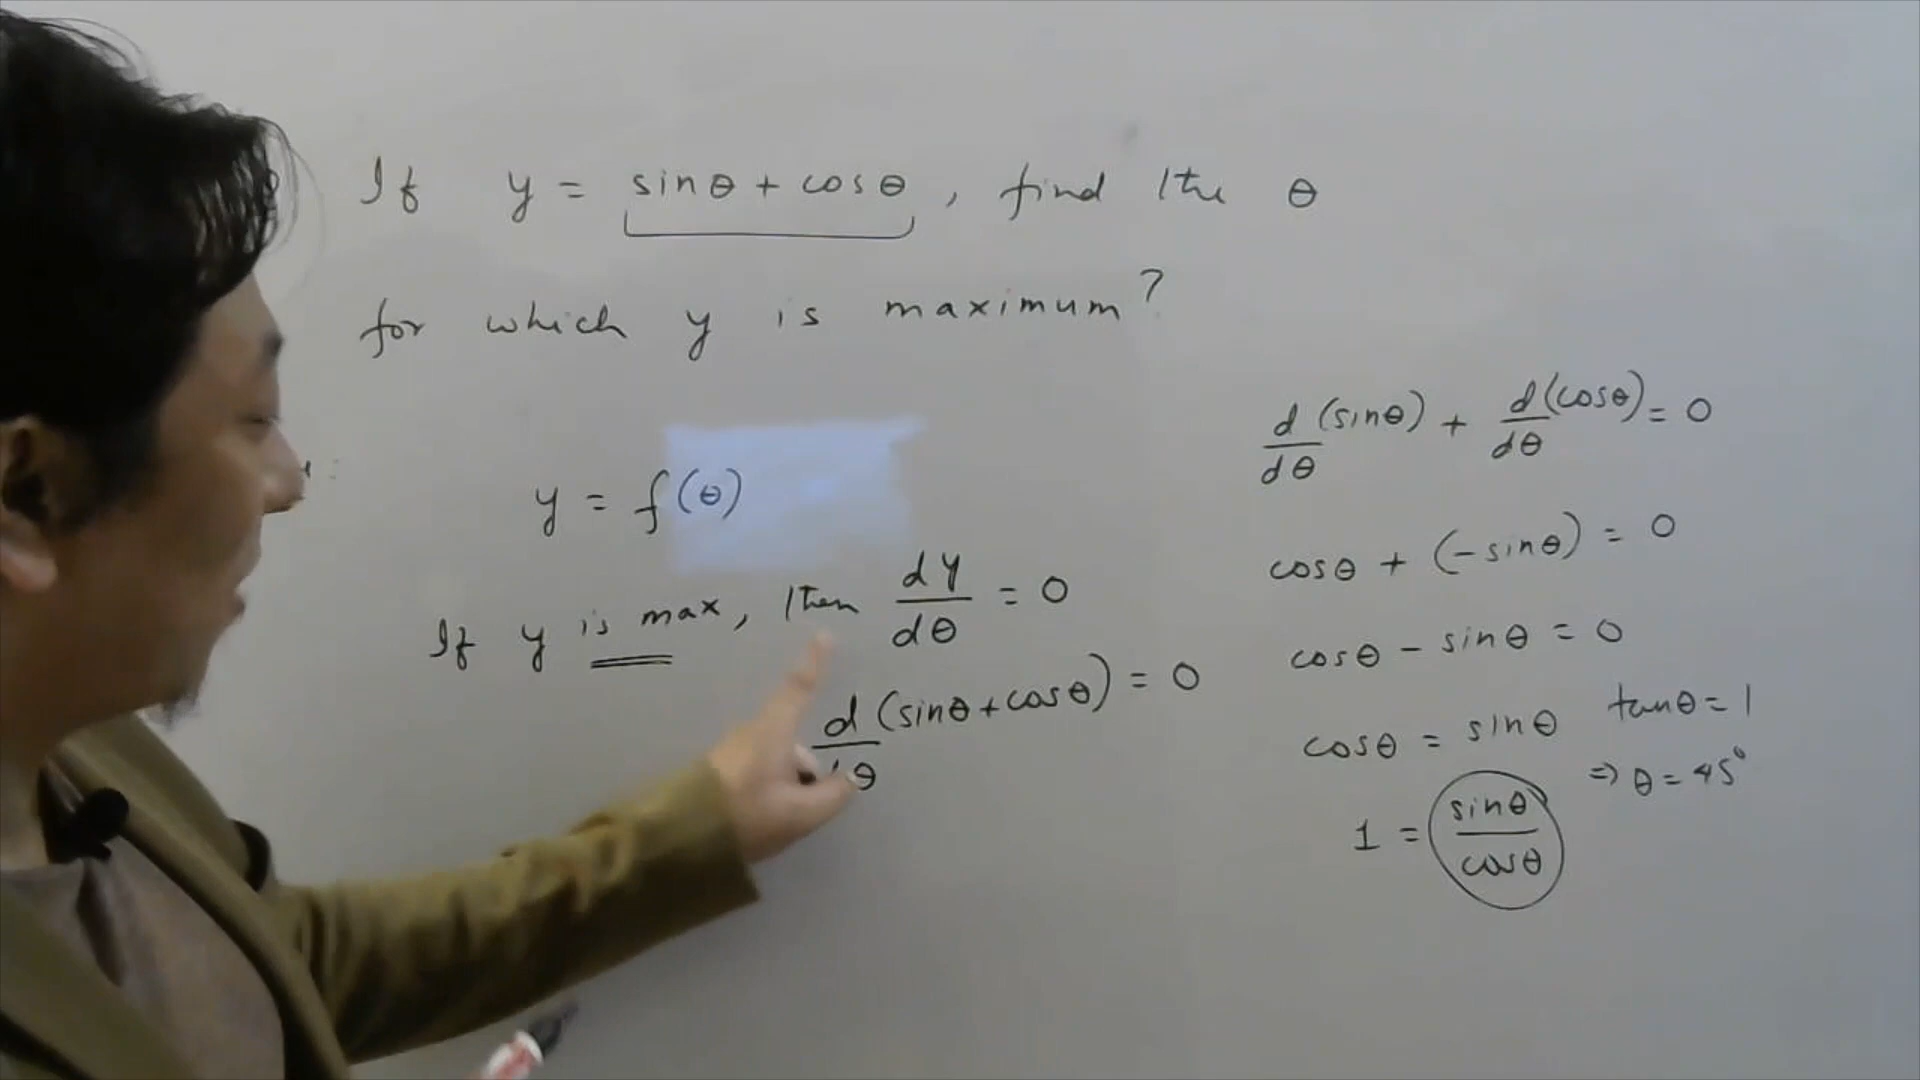 If y = sinθ + cosθ, find the θ
for which y is maximum?
y = f(θ)
If y is max, then dy/dθ = 0
d/dθ (sinθ + cosθ) = 0
d/dθ (sinθ) + d/dθ (cosθ) = 0
cosθ + (-sinθ) = 0
cosθ - sinθ = 0
cosθ = sinθ
1 = sinθ/cosθ
tanθ = 1
⇒ θ = 45°